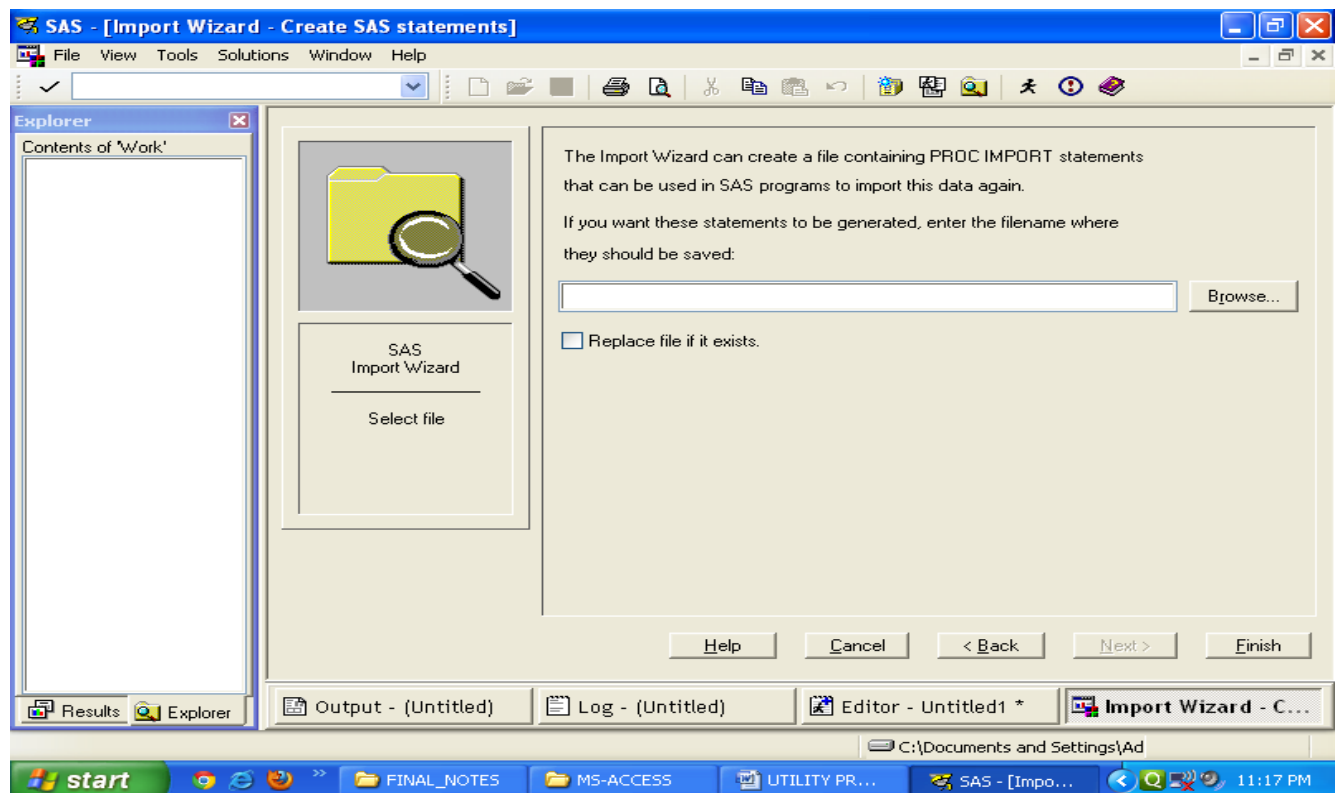 SAS - [Import Wizard - Create SAS statements]
File View Tools Solutions Window Help
Explorer
Contents of 'Work'
The Import Wizard can create a file containing PROC IMPORT statements
that can be used in SAS programs to import this data again.
If you want these statements to be generated, enter the filename where
they should be saved:
Browse...
Replace file if it exists.
SAS
Import Wizard
Select file
Help Cancel < Back Next > Finish
Results Explorer
Output - (Untitled) Log - (Untitled) Editor - Untitled1 * Import Wizard - C...
C:\Documents and Settings\Ad
start FINAL_NOTES MS-ACCESS UTILITY PR... SAS - [Impo... 11:17 PM